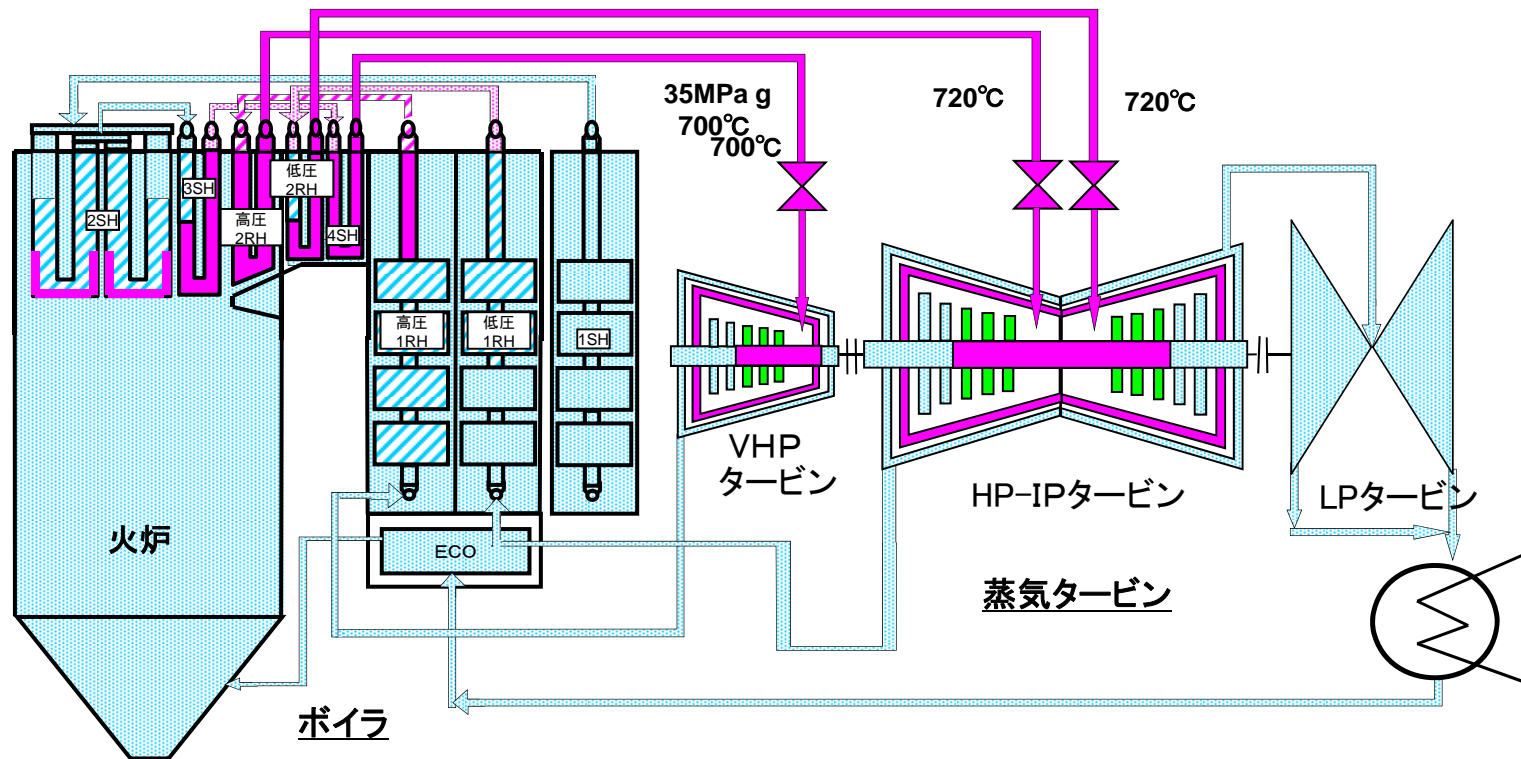 35MPa g
700℃
700℃
720℃
720℃
3SH
低圧
2RH
2SH
高圧
2RH
4SH
高圧
1RH
低圧
1RH
1SH
VHP
タービン
HP-IPタービン
LPタービン
火炉
ECO
蒸気タービン
ボイラ